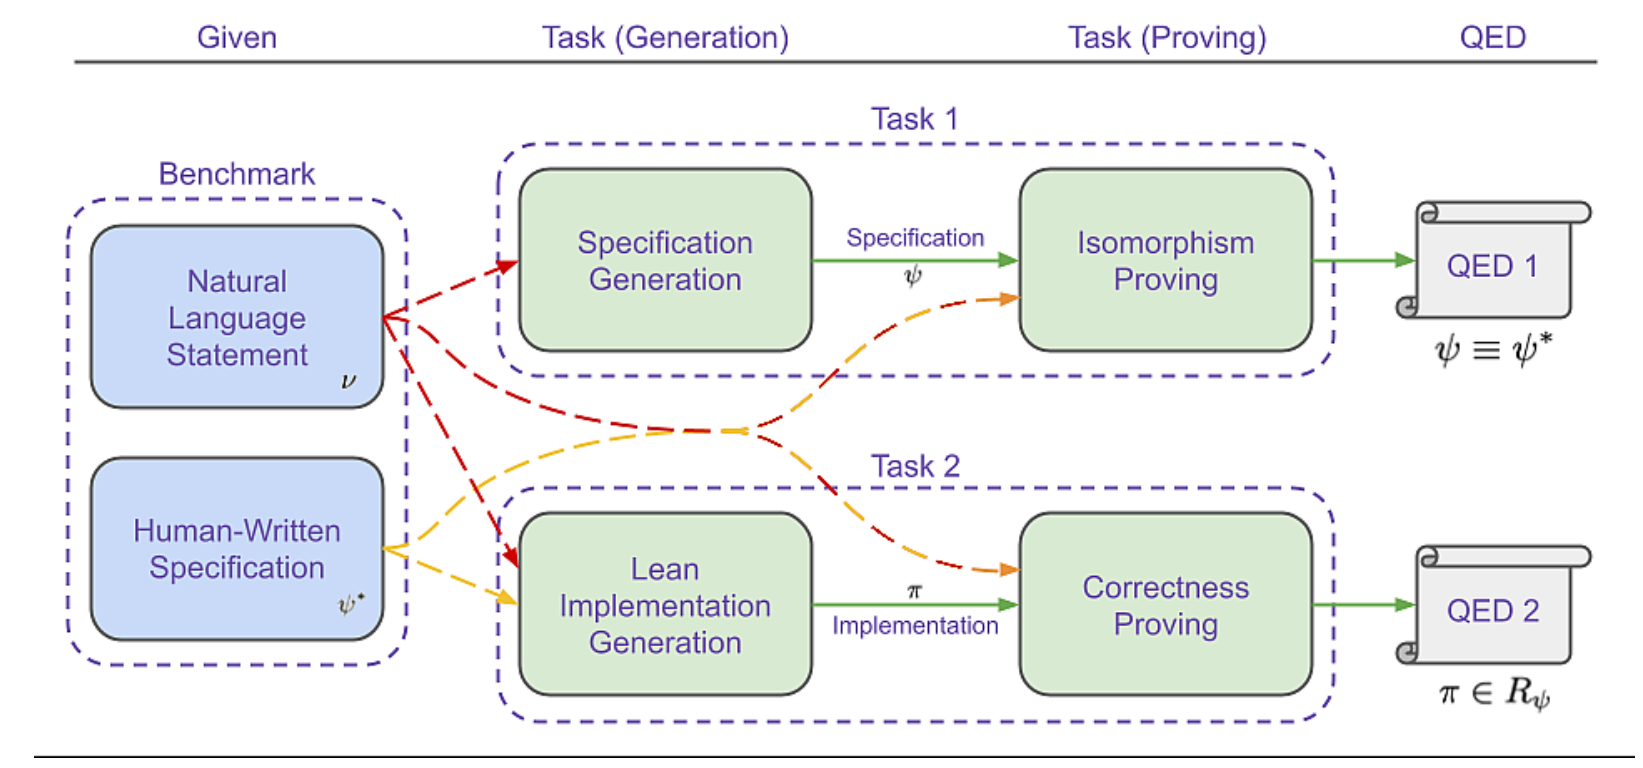 Given
Task (Generation)
Task (Proving)
QED
Benchmark
Natural
Language
Statement
ν
Human-Written
Specification
ψ*
Task 1
Specification
Generation
Specification
ψ
Isomorphism
Proving
QED 1
ψ ≡ ψ*
Task 2
Lean
Implementation
Generation
π
Implementation
Correctness
Proving
QED 2
π ∈ R_ψ